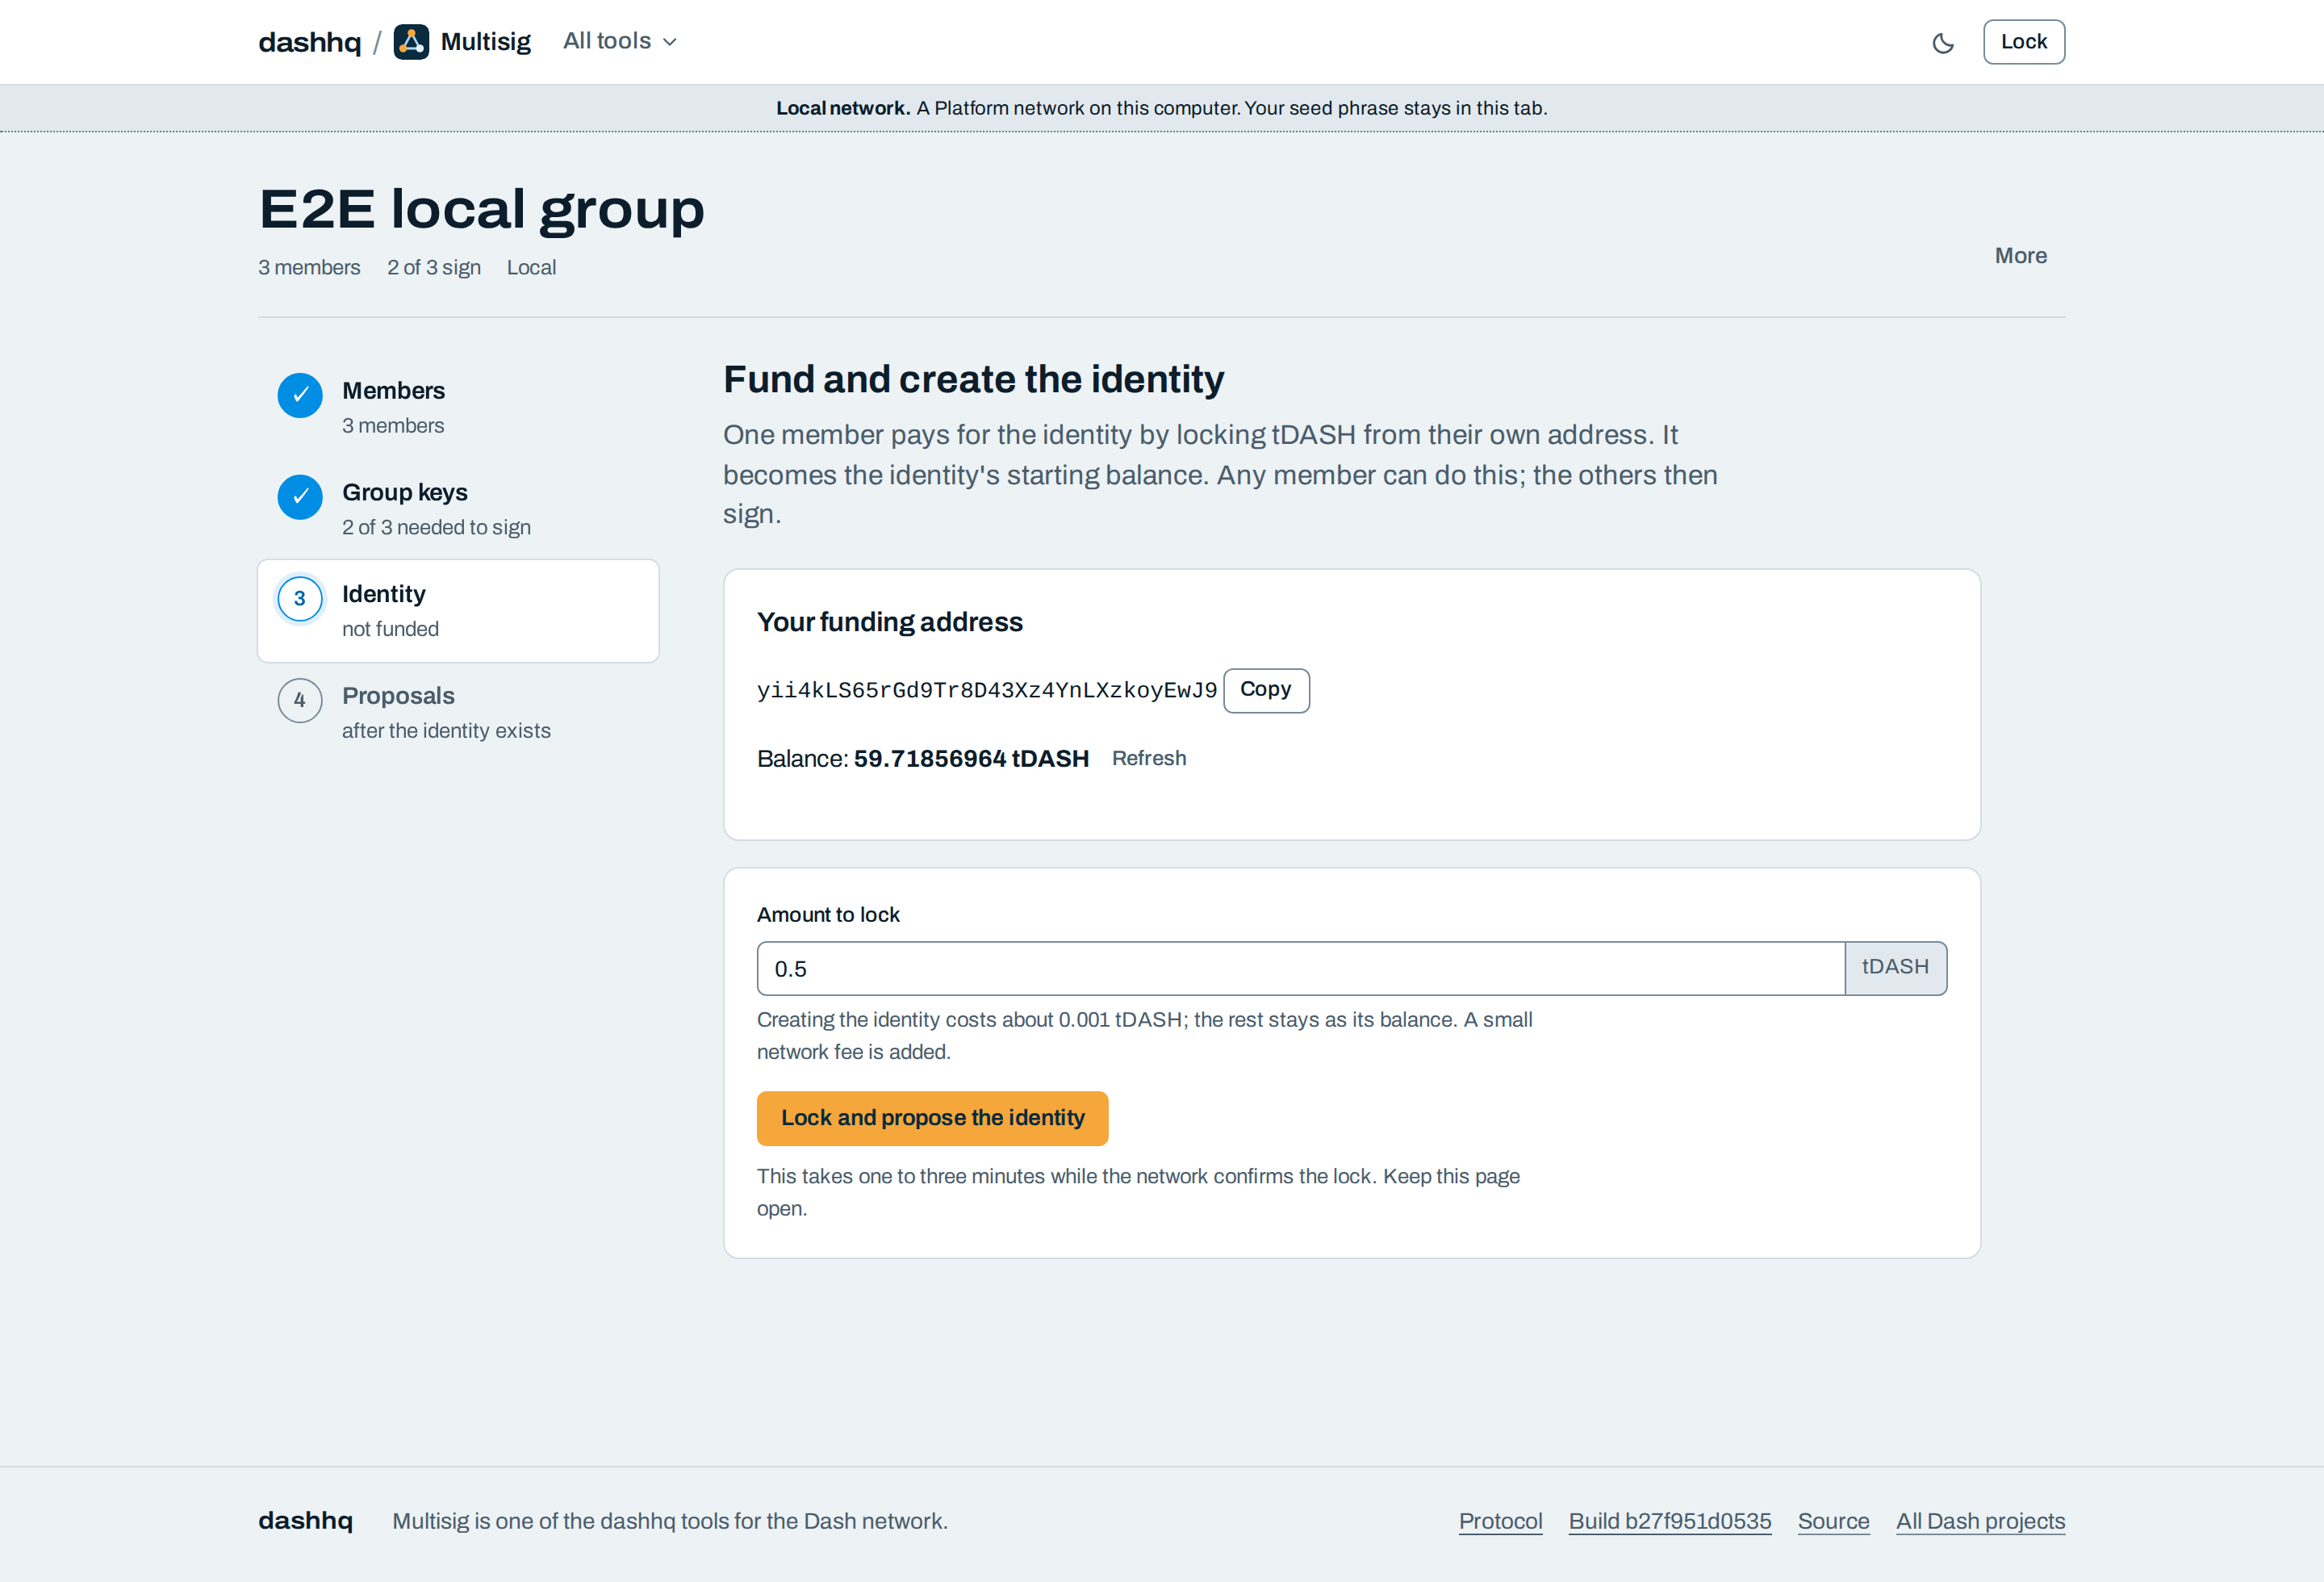 dashhq / Multisig All tools Lock
Local network. A Platform network on this computer. Your seed phrase stays in this tab.
E2E local group
3 members 2 of 3 sign Local
More
Members
3 members
Group keys
2 of 3 needed to sign
3 Identity
not funded
4 Proposals
after the identity exists
Fund and create the identity
One member pays for the identity by locking tDASH from their own address. It
becomes the identity's starting balance. Any member can do this; the others then
sign.
Your funding address
yii4kLS65rGd9Tr8D43Xz4YnLXzkoyEwJ9 Copy
Balance: 59.71856964 tDASH Refresh
Amount to lock
0.5 tDASH
Creating the identity costs about 0.001 tDASH; the rest stays as its balance. A small
network fee is added.
Lock and propose the identity
This takes one to three minutes while the network confirms the lock. Keep this page
open.
dashhq Multisig is one of the dashhq tools for the Dash network. Protocol Build b27f951d0535 Source All Dash projects